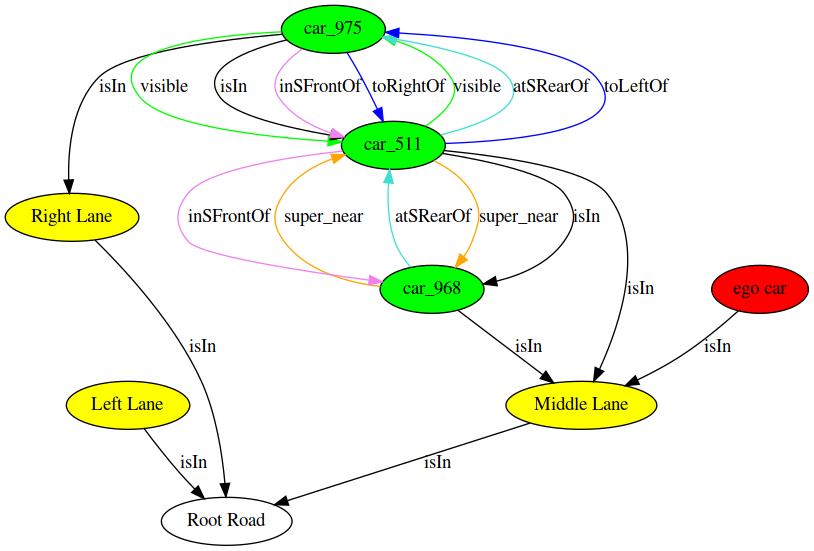 car_975
isIn
visible
isIn
inSFrontOf
toRightOf
visible
atSRearOf
toLeftOf
car_511
Right Lane
inSFrontOf
super_near
atSRearOf
super_near
isIn
car_968
isIn
ego car
isIn
isIn
isIn
Left Lane
Middle Lane
isIn
isIn
Root Road